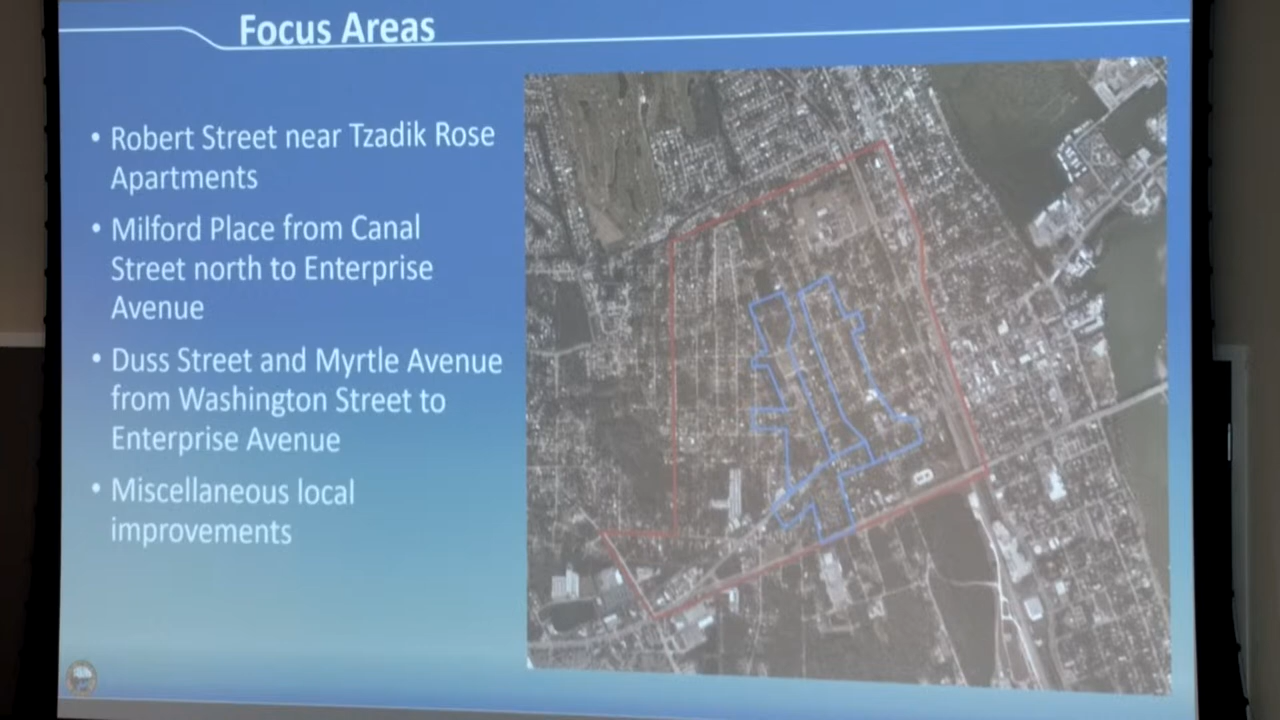 Focus Areas
• Robert Street near Tzadik Rose
Apartments
• Milford Place from Canal
Street north to Enterprise
Avenue
• Duss Street and Myrtle Avenue
from Washington Street to
Enterprise Avenue
• Miscellaneous local
improvements